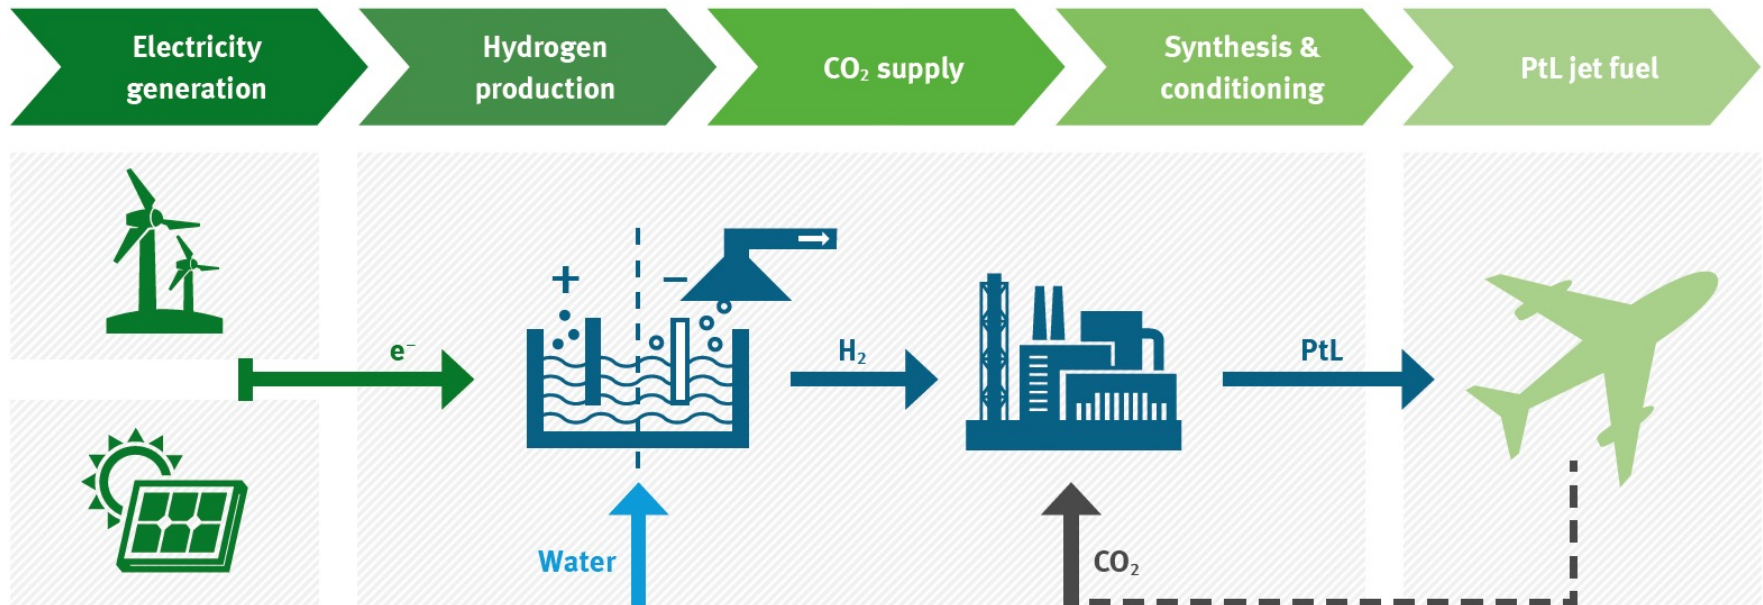 Electricity
generation
Hydrogen
production
CO₂ supply
Synthesis &
conditioning
PtL jet fuel
+
−
e⁻
H₂
PtL
Water
CO₂